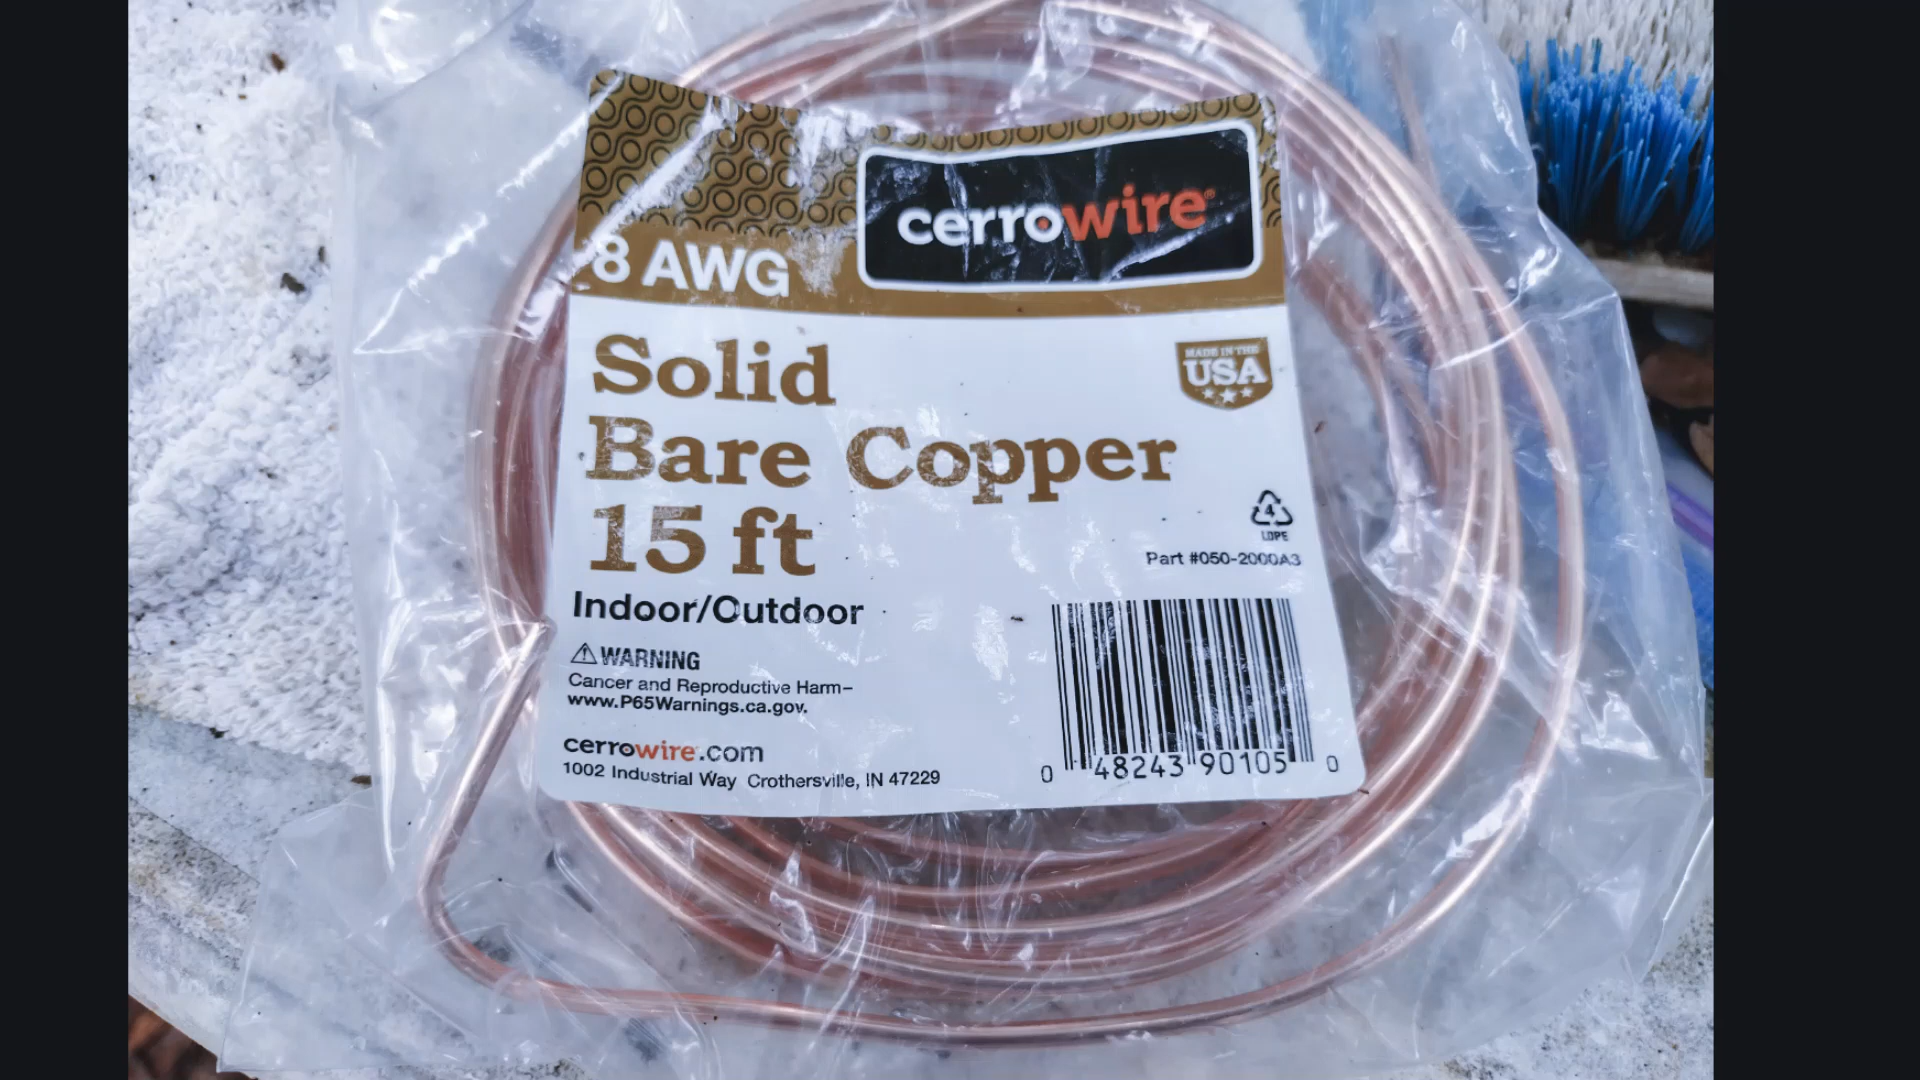 cerrowire®
8 AWG
Solid
Bare Copper
15 ft
MADE IN THE
USA
4
LDPE
Part #050-2000A3
Indoor/Outdoor
⚠ WARNING
Cancer and Reproductive Harm–
www.P65Warnings.ca.gov.
cerrowire.com
1002 Industrial Way Crothersville, IN 47229
0 48243 90105 0